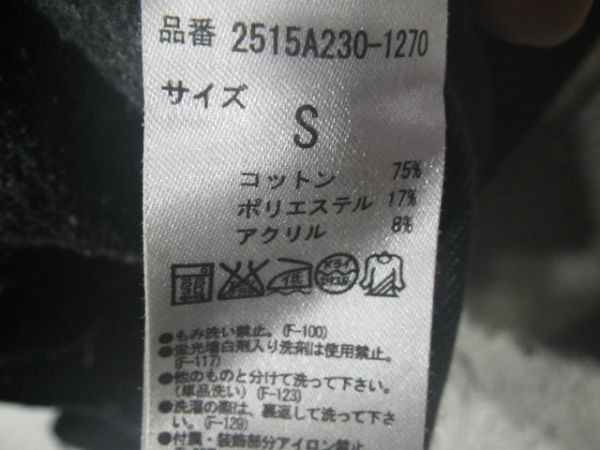 品番 2515A230-1270
サイズ
S
コットン 75%
ポリエステル 17%
アクリル 8%
低 ドライ
●もみ洗い禁止。(F-100)
●蛍光増白剤入り洗剤は使用禁止。
(F-117)
●他のものと分けて洗って下さい。
(単品洗い) (F-123)
●洗濯の際は、裏返して洗って下さ
い。(F-129)
●付属・装飾部分アイロン禁止